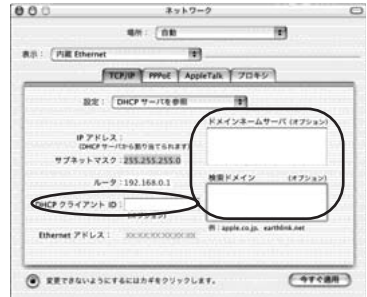 ネットワーク
場所： 自動
表示： 内蔵 Ethernet
TCP/IP PPPoE AppleTalk プロキシ
設定： DHCP サーバを参照
ドメインネームサーバ (オプション)
IP アドレス：
(DHCP サーバから割り当てられます)
サブネットマスク：255.255.255.0
ルータ：192.168.0.1
検索ドメイン (オプション)
DHCP クライアント ID：
(オプション)
例：apple.co.jp、earthlink.net
Ethernet アドレス：
変更できないようにするにはカギをクリックします。
今すぐ適用